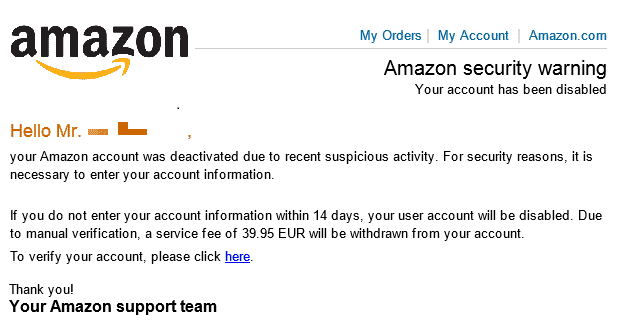 amazon
My Orders | My Account | Amazon.com
Amazon security warning
Your account has been disabled
.
Hello Mr. ,
your Amazon account was deactivated due to recent suspicious activity. For security reasons, it is
necessary to enter your account information.
If you do not enter your account information within 14 days, your user account will be disabled. Due
to manual verification, a service fee of 39.95 EUR will be withdrawn from your account.
To verify your account, please click here.
Thank you!
Your Amazon support team